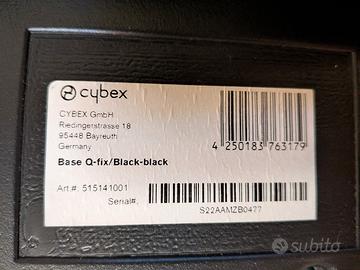 cybex
CYBEX GmbH
Riedingerstrasse 18
95448 Bayreuth
Germany
4 250183 763179
Base Q-fix/Black-black
Art.#: 515141001
Serial#.
S22AAMZB0477
subito